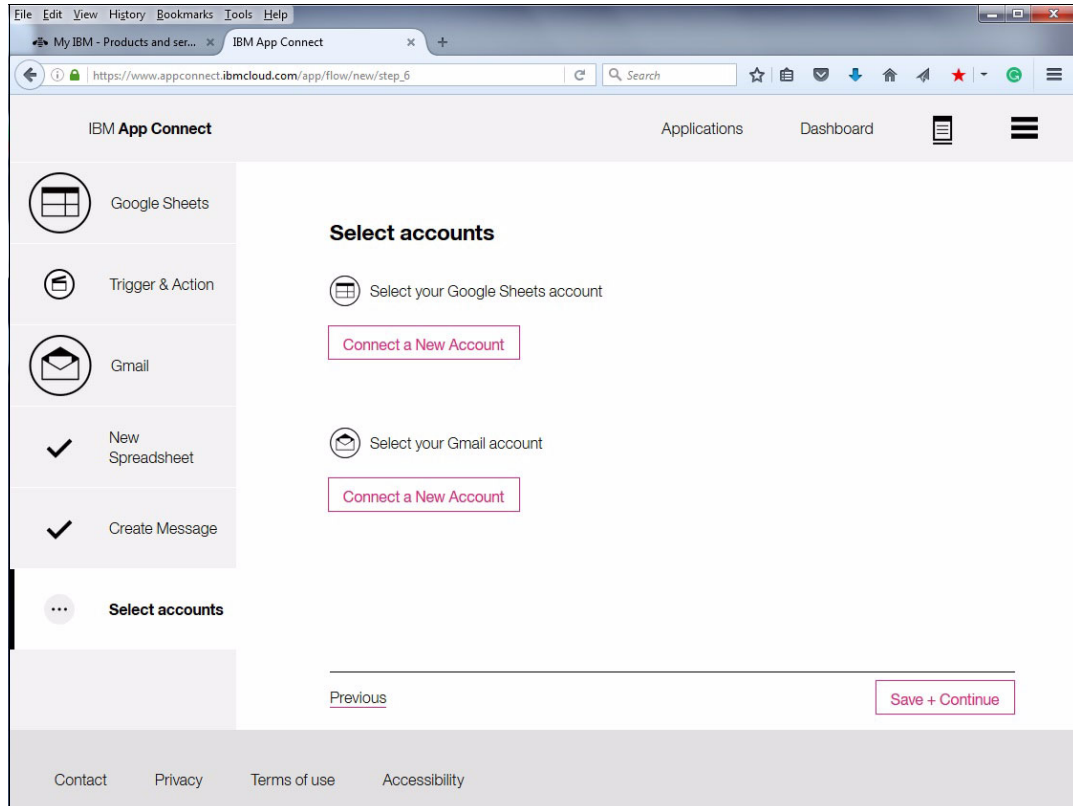 File Edit View History Bookmarks Tools Help
My IBM - Products and ser...
IBM App Connect
https://www.appconnect.ibmcloud.com/app/flow/new/step_6
Search
IBM App Connect
Applications
Dashboard
Google Sheets
Trigger & Action
Gmail
New
Spreadsheet
Create Message
Select accounts
Select accounts
Select your Google Sheets account
Connect a New Account
Select your Gmail account
Connect a New Account
Previous
Save + Continue
Contact
Privacy
Terms of use
Accessibility